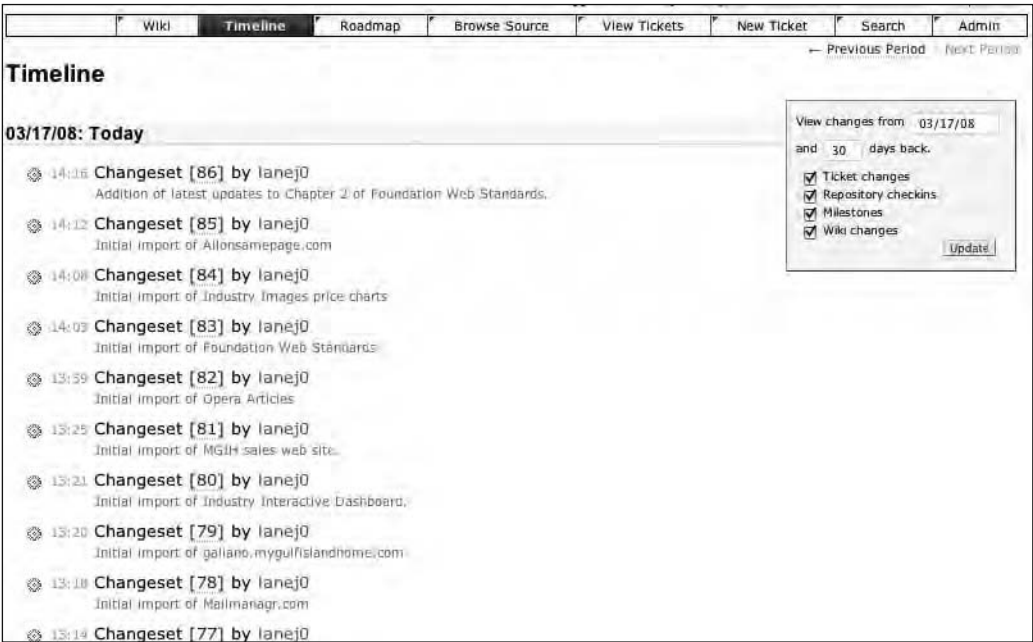 Wiki Timeline Roadmap Browse Source View Tickets New Ticket Search Admin
← Previous Period Next Period
Timeline
View changes from 03/17/08
and 30 days back.
Ticket changes
Repository checkins
Milestones
Wiki changes
Update
03/17/08: Today
14:16 Changeset [86] by lanej0
Addition of latest updates to Chapter 2 of Foundation Web Standards.
14:12 Changeset [85] by lanej0
Initial import of Allonsamepage.com
14:08 Changeset [84] by lanej0
Initial import of Industry Images price charts
14:03 Changeset [83] by lanej0
Initial import of Foundation Web Standards
13:59 Changeset [82] by lanej0
Initial import of Opera Articles
13:25 Changeset [81] by lanej0
Initial import of MGIH sales web site.
13:21 Changeset [80] by lanej0
Initial import of Industry Interactive Dashboard.
13:20 Changeset [79] by lanej0
Initial import of galiano.mygulfislandhome.com
13:18 Changeset [78] by lanej0
Initial import of Mailmanagr.com
13:14 Changeset [77] by lanej0